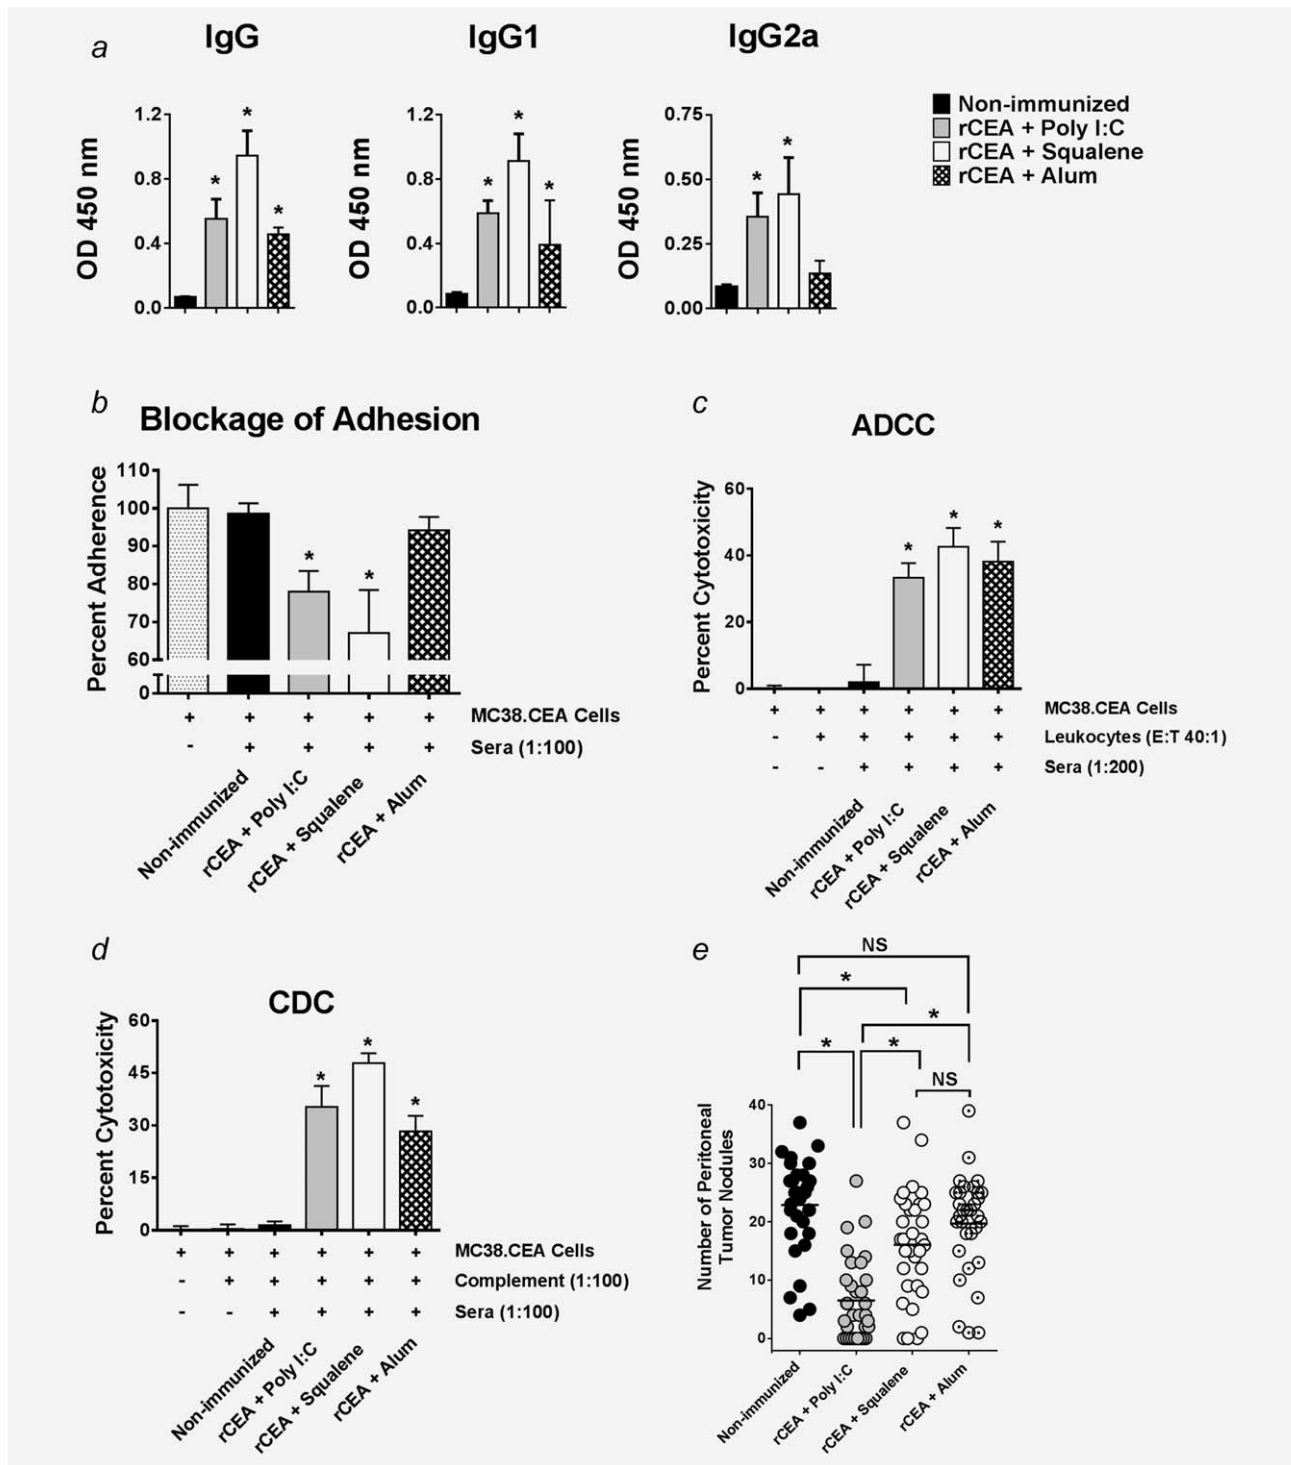 a
IgG
IgG1
IgG2a
Non-immunized
rCEA + Poly I:C
rCEA + Squalene
rCEA + Alum
OD 450 nm
1.2
0.8
0.4
0.0
*
*
*
OD 450 nm
1.2
0.8
0.4
0.0
*
*
*
OD 450 nm
0.75
0.50
0.25
0.00
*
*
b
Blockage of Adhesion
Percent Adherence
110
100
90
80
70
60
0
*
*
+ + + + + MC38.CEA Cells
- + + + + Sera (1:100)
Non-immunized
rCEA + Poly I:C
rCEA + Squalene
rCEA + Alum
c
ADCC
Percent Cytotoxicity
60
40
20
0
*
*
*
+ + + + + + MC38.CEA Cells
- + + + + + Leukocytes (E:T 40:1)
- - + + + + Sera (1:200)
Non-immunized
rCEA + Poly I:C
rCEA + Squalene
rCEA + Alum
d
CDC
Percent Cytotoxicity
60
45
30
15
0
*
*
*
+ + + + + + MC38.CEA Cells
- + + + + + Complement (1:100)
- - + + + + Sera (1:100)
Non-immunized
rCEA + Poly I:C
rCEA + Squalene
rCEA + Alum
e
NS
*
*
*
*
NS
Number of Peritoneal
Tumor Nodules
40
30
20
10
0
Non-immunized
rCEA + Poly I:C
rCEA + Squalene
rCEA + Alum